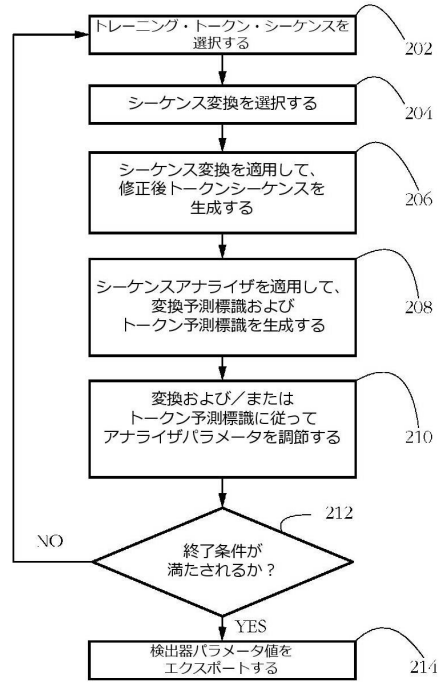 トレーニング・トークン・シーケンスを
選択する
202
シーケンス変換を選択する
204
シーケンス変換を適用して、
修正後トークンシーケンスを
生成する
206
シーケンスアナライザを適用して、
変換予測標識および
トークン予測標識を生成する
208
変換および／または
トークン予測標識に従って
アナライザパラメータを調節する
210
212
終了条件が
満たされるか？
NO
YES
検出器パラメータ値を
エクスポートする
214